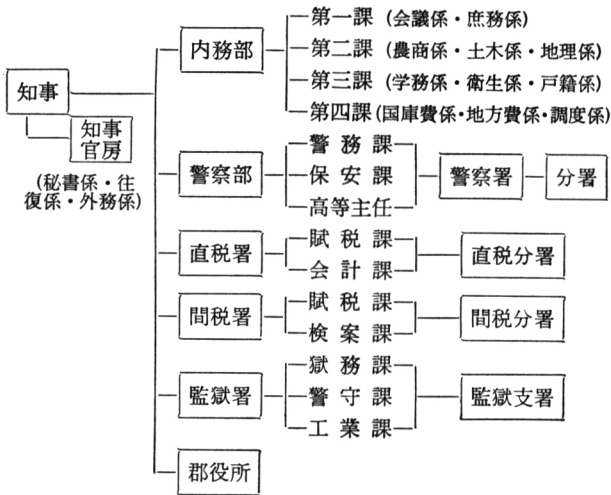 知事
知事
官房
(秘書係・往
復係・外務係)
内務部
第一課 (会議係・庶務係)
第二課 (農商係・土木係・地理係)
第三課 (学務係・衛生係・戸籍係)
第四課 (国庫費係・地方費係・調度係)
警察部
警務課
保安課
高等主任
警察署
分署
直税署
賦税課
会計課
直税分署
間税署
賦税課
検案課
間税分署
監獄署
獄務課
警守課
工業課
監獄支署
郡役所